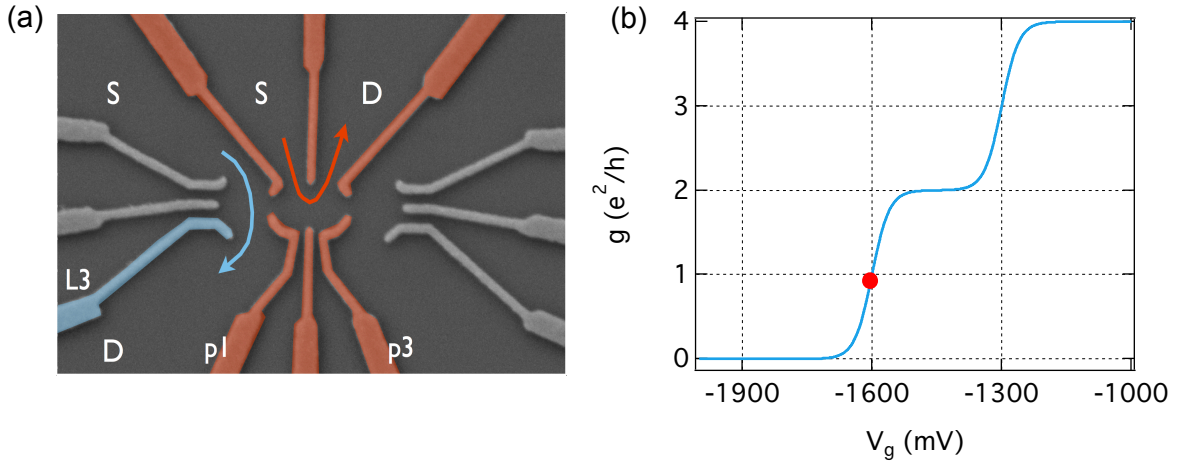 (a)
S
S
D
L3
D
p1
p3
(b)
4
3
2
1
0
g (e²/h)
-1900
-1600
-1300
-1000
V_g (mV)